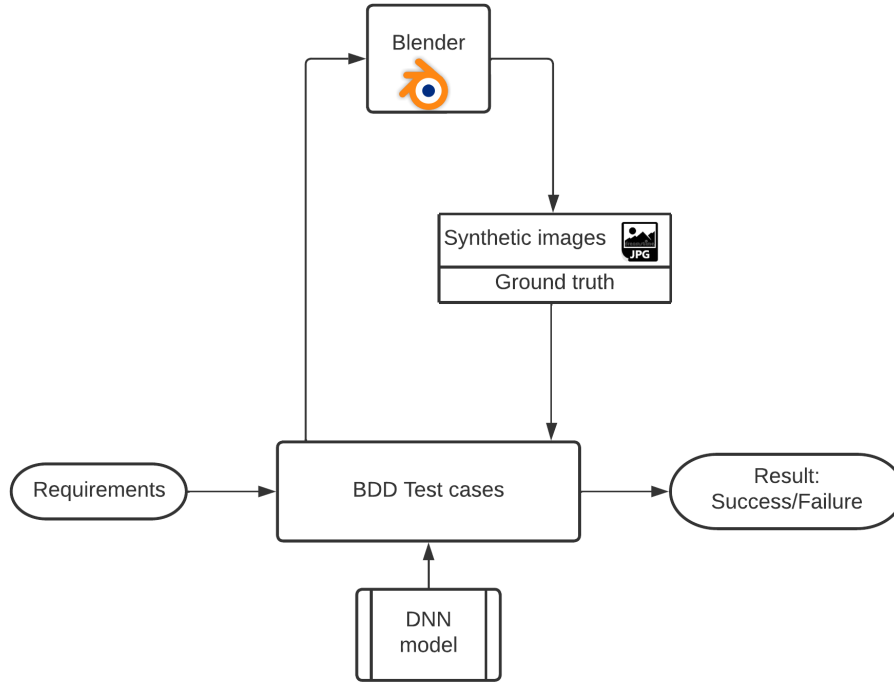 Blender
Synthetic images
JPG
Ground truth
Requirements
BDD Test cases
Result:
Success/Failure
DNN
model